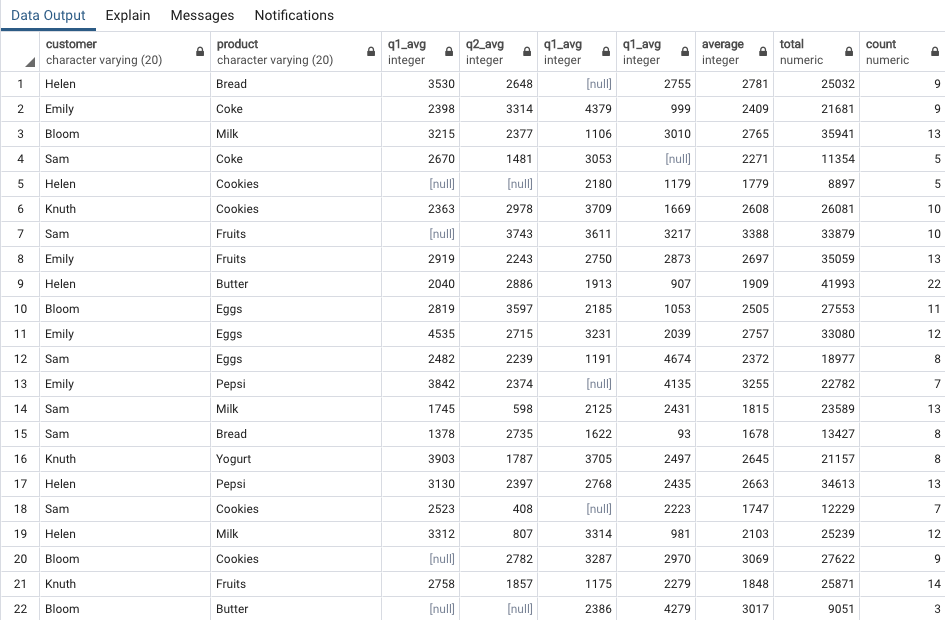 Data Output Explain Messages Notifications
customer product q1_avg q2_avg q1_avg q1_avg average total count
character varying (20) character varying (20) integer integer integer integer integer numeric numeric
1 Helen Bread 3530 2648 [null] 2755 2781 25032 9
2 Emily Coke 2398 3314 4379 999 2409 21681 9
3 Bloom Milk 3215 2377 1106 3010 2765 35941 13
4 Sam Coke 2670 1481 3053 [null] 2271 11354 5
5 Helen Cookies [null] [null] 2180 1179 1779 8897 5
6 Knuth Cookies 2363 2978 3709 1669 2608 26081 10
7 Sam Fruits [null] 3743 3611 3217 3388 33879 10
8 Emily Fruits 2919 2243 2750 2873 2697 35059 13
9 Helen Butter 2040 2886 1913 907 1909 41993 22
10 Bloom Eggs 2819 3597 2185 1053 2505 27553 11
11 Emily Eggs 4535 2715 3231 2039 2757 33080 12
12 Sam Eggs 2482 2239 1191 4674 2372 18977 8
13 Emily Pepsi 3842 2374 [null] 4135 3255 22782 7
14 Sam Milk 1745 598 2125 2431 1815 23589 13
15 Sam Bread 1378 2735 1622 93 1678 13427 8
16 Knuth Yogurt 3903 1787 3705 2497 2645 21157 8
17 Helen Pepsi 3130 2397 2768 2435 2663 34613 13
18 Sam Cookies 2523 408 [null] 2223 1747 12229 7
19 Helen Milk 3312 807 3314 981 2103 25239 12
20 Bloom Cookies [null] 2782 3287 2970 3069 27622 9
21 Knuth Fruits 2758 1857 1175 2279 1848 25871 14
22 Bloom Butter [null] [null] 2386 4279 3017 9051 3